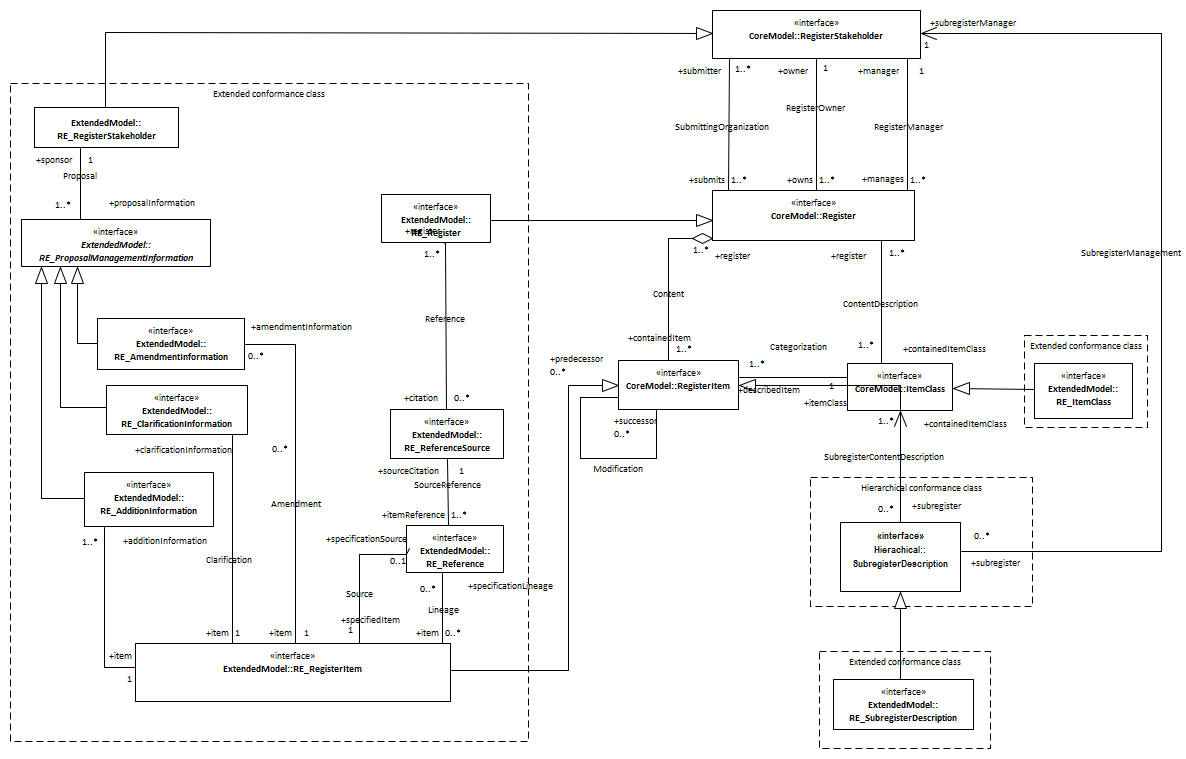 «interface»
CoreModel::RegisterStakeholder
+subregisterManager
1
+submitter
1..*
+owner
1
+manager
1
Extended conformance class
RegisterOwner
ExtendedModel::
RE_RegisterStakeholder
SubmittingOrganization
RegisterManager
+sponsor
1
Proposal
+submits
1..*
+owns
1..*
+manages
1..*
1..*
+proposalInformation
«interface»
ExtendedModel::
RE_Register
+register
1..*
«interface»
CoreModel::Register
«interface»
ExtendedModel::
RE_ProposalManagementInformation
1..*
+register
+register
1..*
SubregisterManagement
Content
ContentDescription
Reference
«interface»
ExtendedModel::
RE_AmendmentInformation
+amendmentInformation
0..*
+containedItem
1..*
Categorization
1..*
+containedItemClass
Extended conformance class
+predecessor
0..*
«interface»
CoreModel::RegisterItem
1..*
+describedItem
1
+itemClass
«interface»
CoreModel::ItemClass
«interface»
ExtendedModel::
RE_ItemClass
«interface»
ExtendedModel::
RE_ClarificationInformation
+citation
0..*
+successor
0..*
1..*
+containedItemClass
+clarificationInformation
0..*
«interface»
ExtendedModel::
RE_ReferenceSource
SubregisterContentDescription
Modification
+sourceCitation
1
SourceReference
«interface»
ExtendedModel::
RE_AdditionInformation
Hierarchical conformance class
Amendment
+itemReference
1..*
0..*
+subregister
1..*
+additionInformation
+specificationSource
0..1
«interface»
ExtendedModel::
RE_Reference
«interface»
Hierarchical::
SubregisterDescription
0..*
+subregister
Clarification
Source
0..*
+specificationLineage
Lineage
+specifiedItem
1
+item
1
+item
1
+item
0..*
+item
1
«interface»
ExtendedModel::RE_RegisterItem
Extended conformance class
«interface»
ExtendedModel::
RE_SubregisterDescription